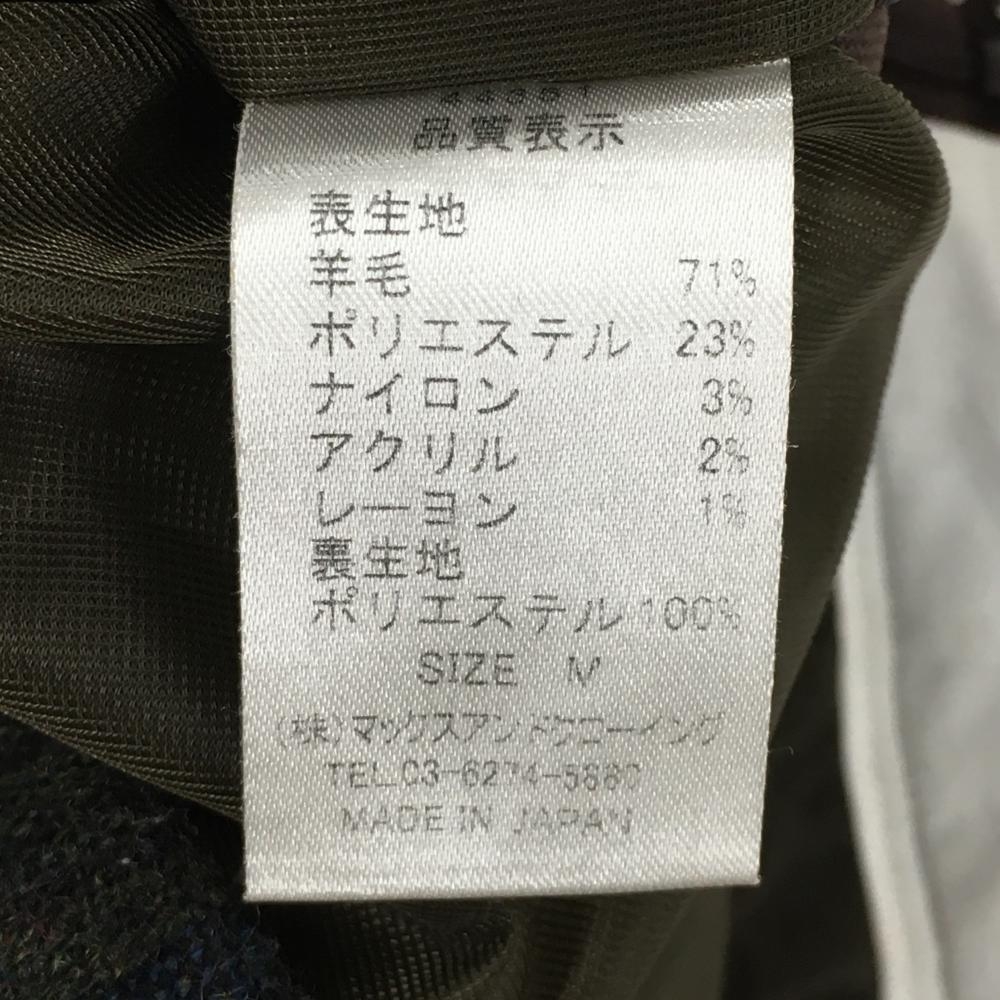 品質表示
表生地
羊毛 71%
ポリエステル 23%
ナイロン 3%
アクリル 2%
レーヨン 1%
裏生地
ポリエステル 100%
SIZE M
(株)マックスアンドグローイング
TEL.03-6274-5880
MADE IN JAPAN